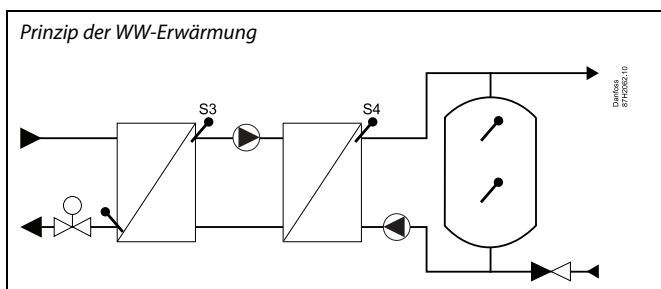 Prinzip der WW-Erwärmung
S3
S4
Danfoss
87H2062.10